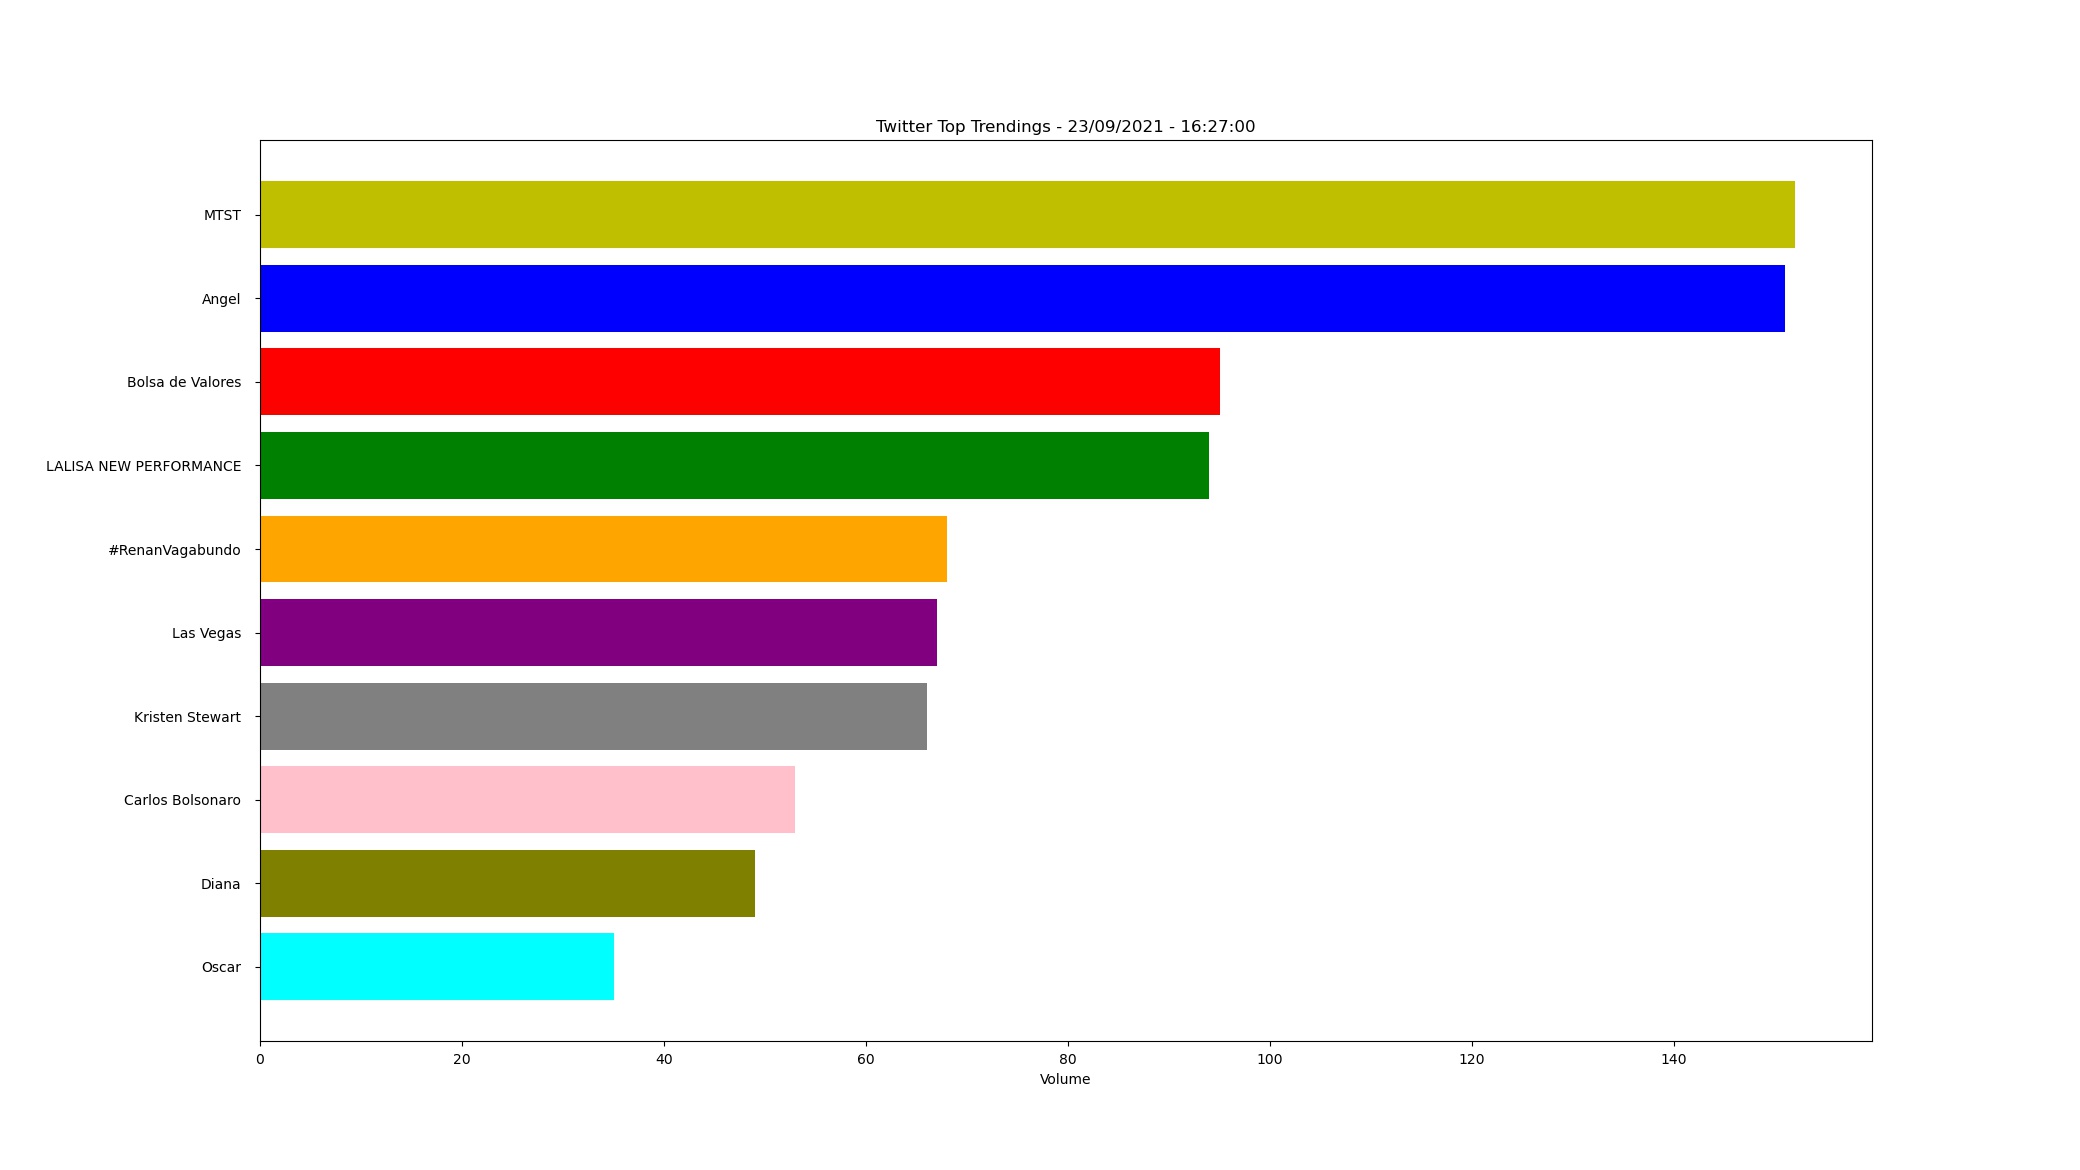 Twitter Top Trendings - 23/09/2021 - 16:27:00
MTST
Angel
Bolsa de Valores
LALISA NEW PERFORMANCE
#RenanVagabundo
Las Vegas
Kristen Stewart
Carlos Bolsonaro
Diana
Oscar
0 20 40 60 80 100 120 140
Volume